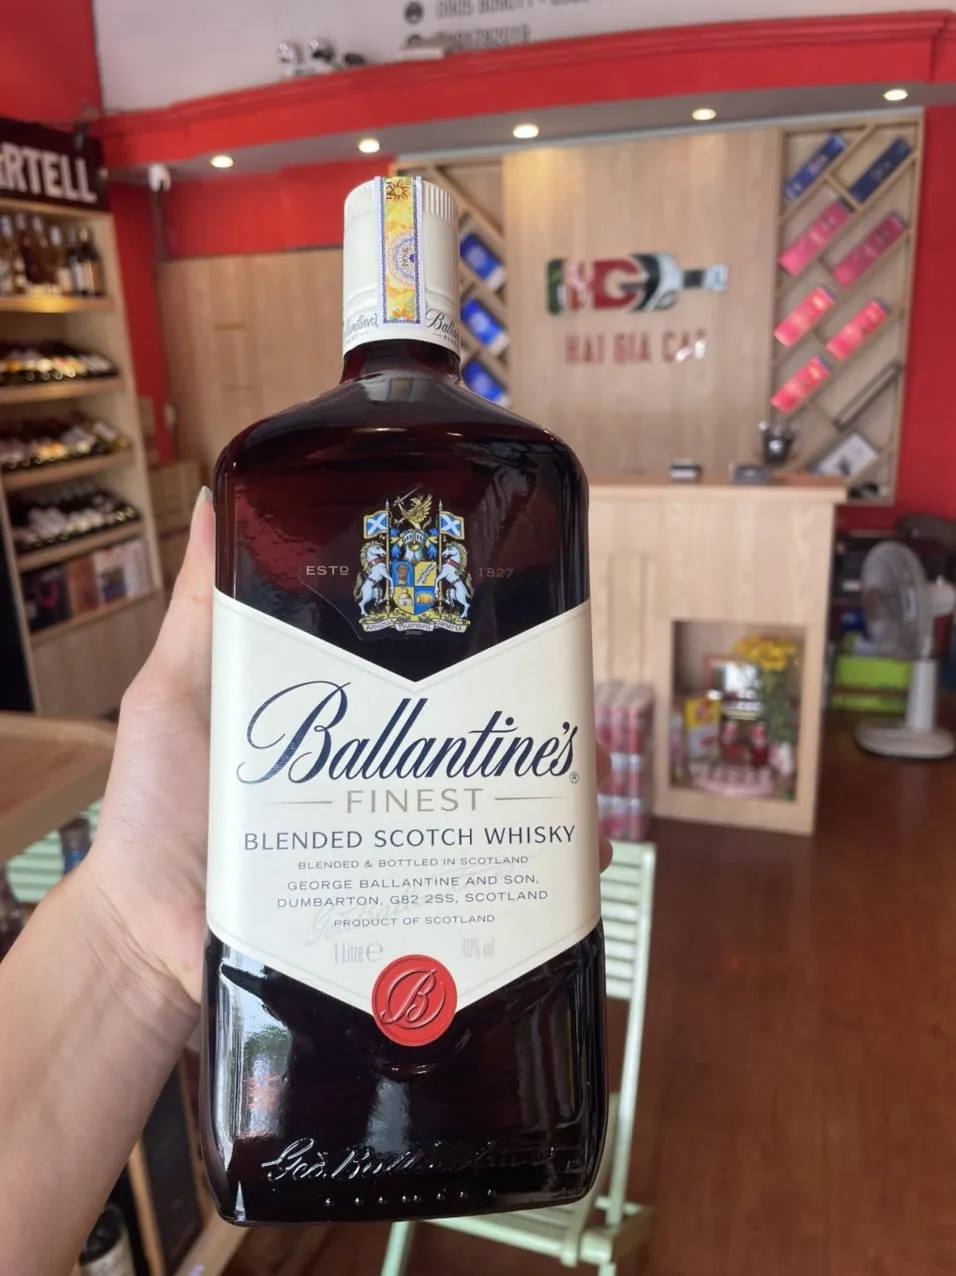 HAI GIA CAT
ESTD 1827
Ballantine's®
FINEST
BLENDED SCOTCH WHISKY
BLENDED & BOTTLED IN SCOTLAND
GEORGE BALLANTINE AND SON,
DUMBARTON, G82 2SS, SCOTLAND
PRODUCT OF SCOTLAND
1 Litre ℮ 40% vol
B